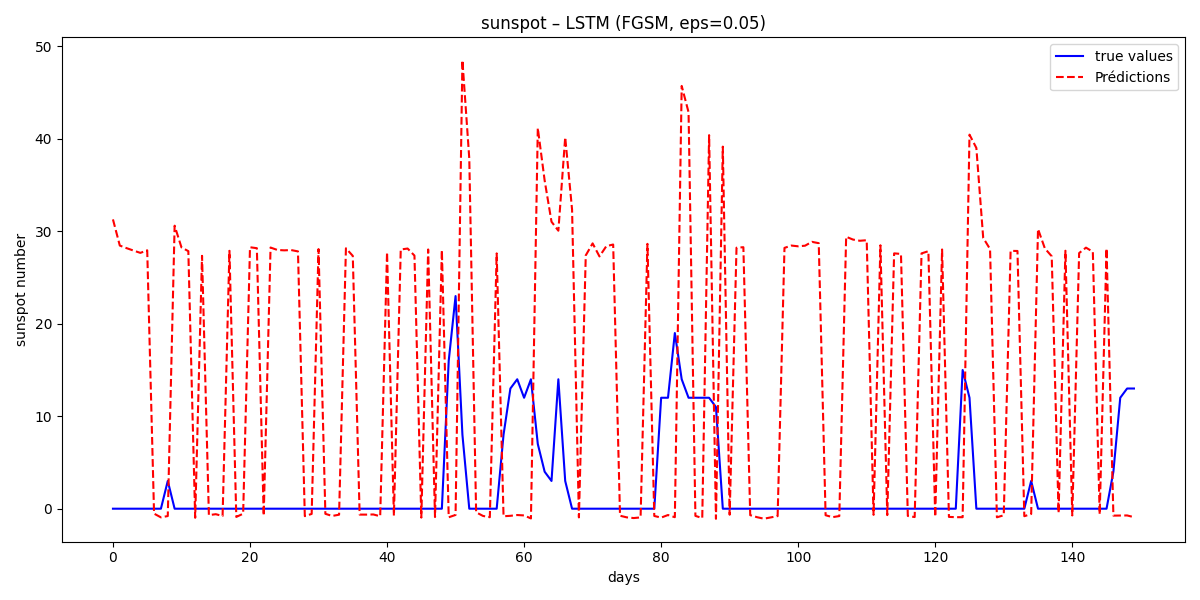 sunspot – LSTM (FGSM, eps=0.05)
true values
Prédictions
50
40
30
20
10
0
sunspot number
0 20 40 60 80 100 120 140
days